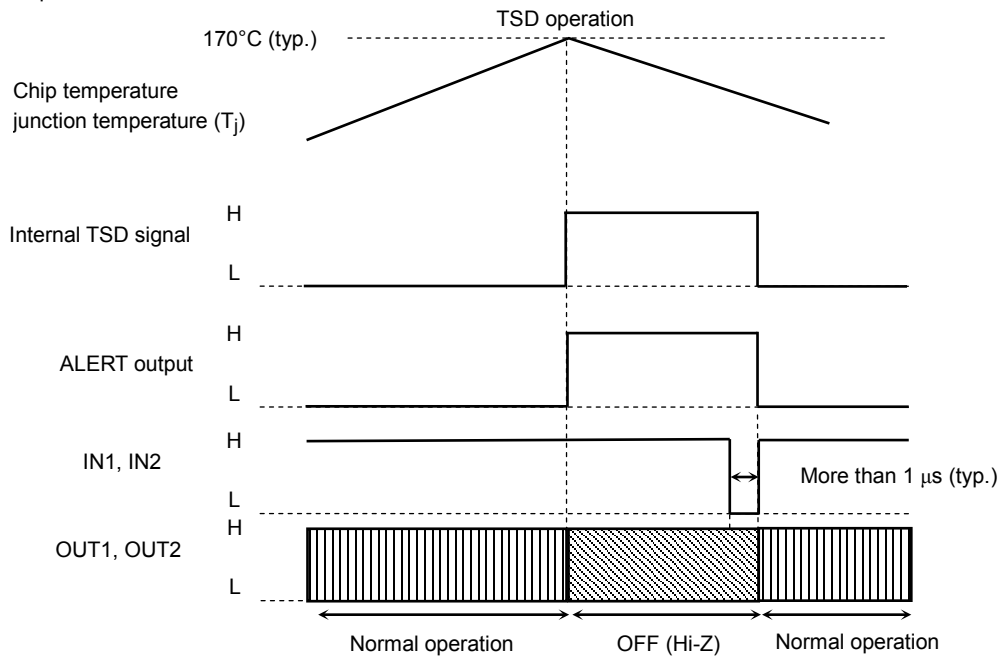 TSD operation
170°C (typ.)
Chip temperature
junction temperature (Tj)
H
Internal TSD signal
L
H
ALERT output
L
H
IN1, IN2
More than 1 μs (typ.)
L
H
OUT1, OUT2
L
Normal operation
OFF (Hi-Z)
Normal operation